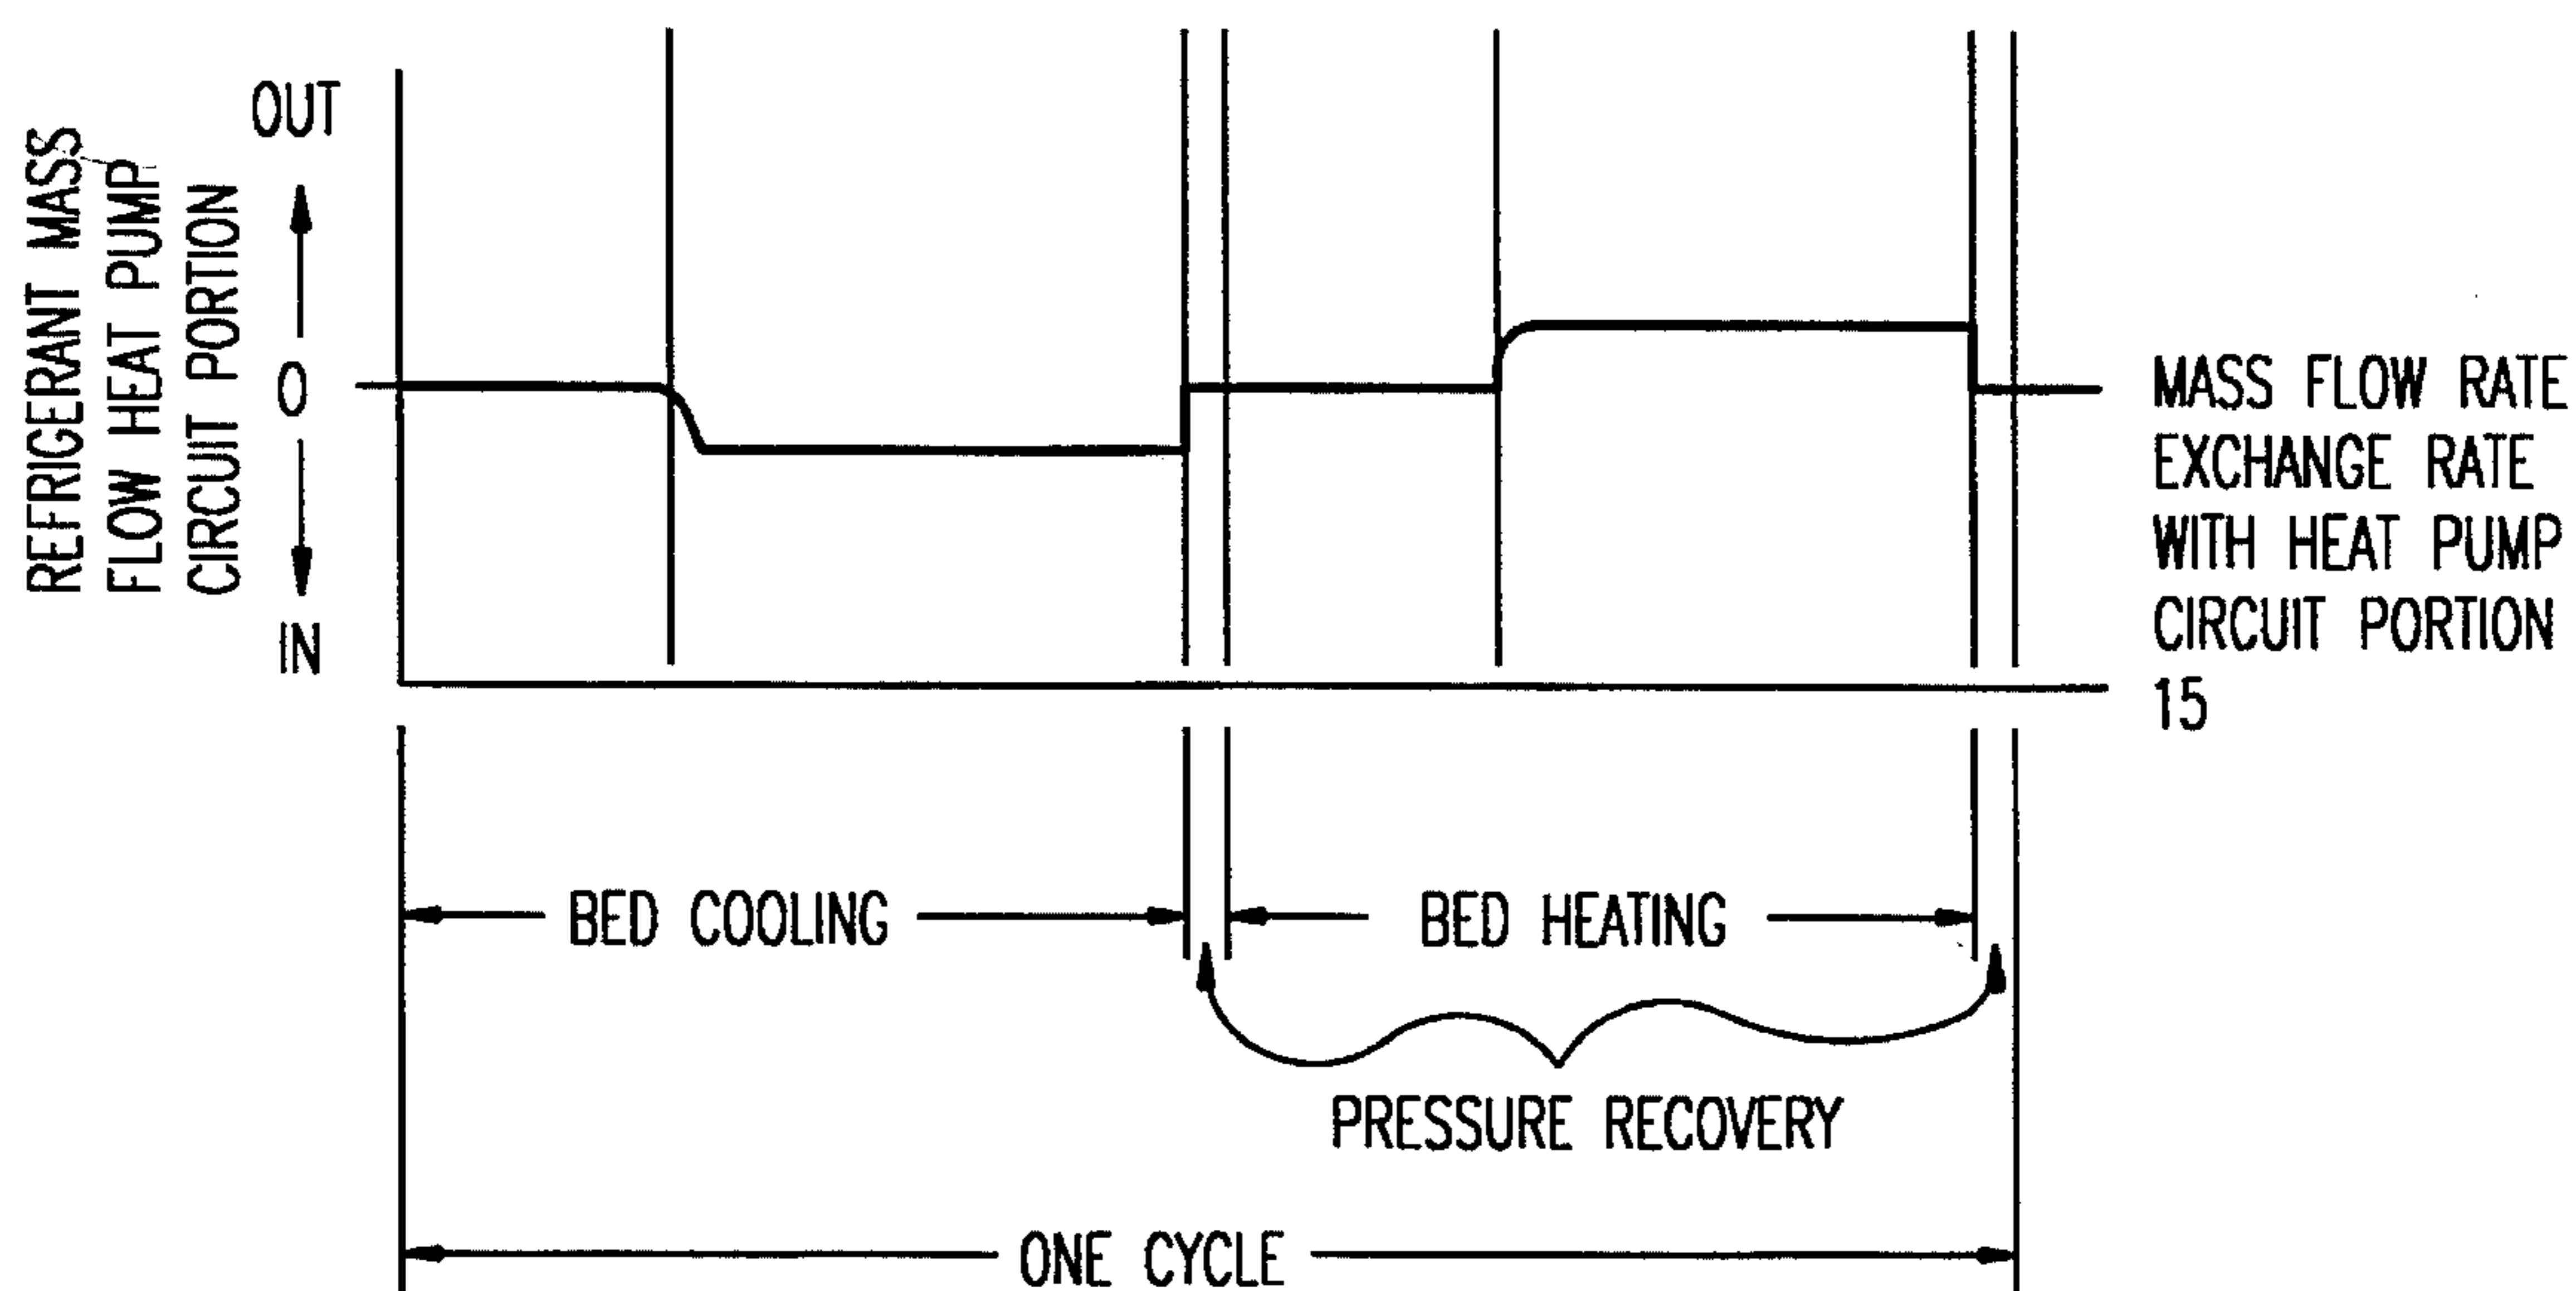 REFRIGERANT MASS
FLOW HEAT PUMP
CIRCUIT PORTION
OUT
0
IN
MASS FLOW RATE
EXCHANGE RATE
WITH HEAT PUMP
CIRCUIT PORTION
15
BED COOLING
BED HEATING
PRESSURE RECOVERY
ONE CYCLE